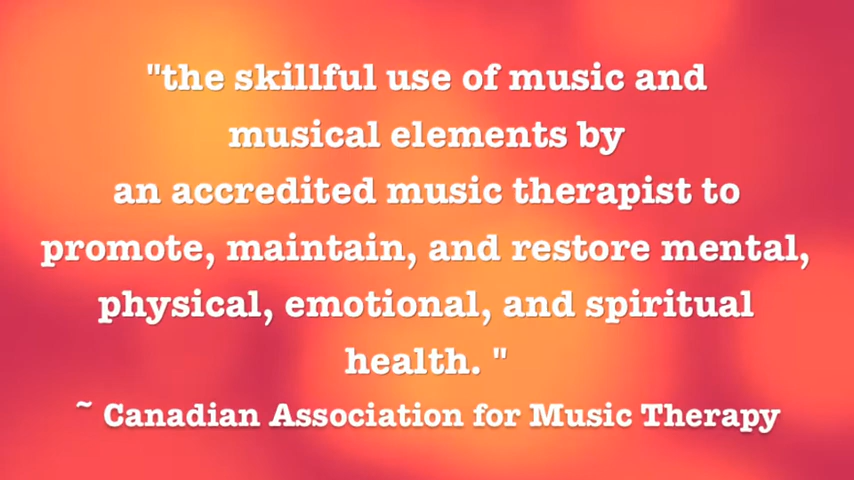 "the skillful use of music and
musical elements by
an accredited music therapist to
promote, maintain, and restore mental,
physical, emotional, and spiritual
health. "
~ Canadian Association for Music Therapy